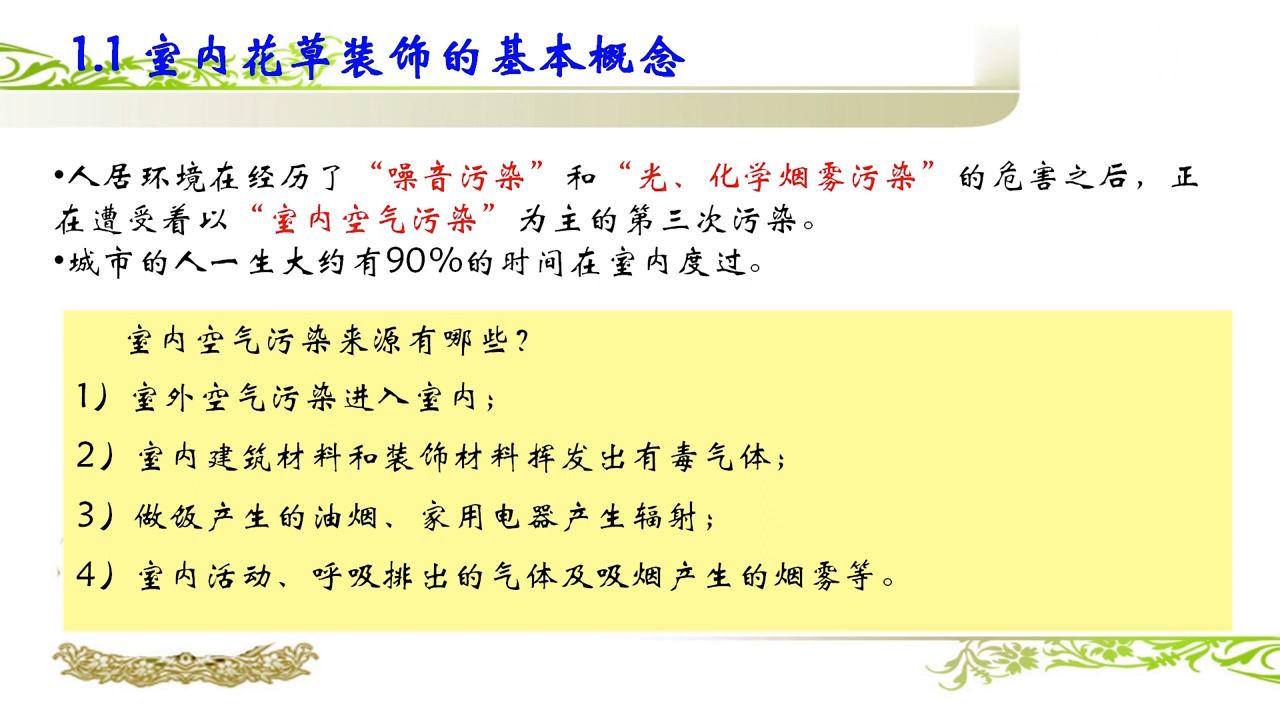 1.1 室内花草装饰的基本概念
•人居环境在经历了“噪音污染”和“光、化学烟雾污染”的危害之后，正
在遭受着以“室内空气污染”为主的第三次污染。
•城市的人一生大约有90%的时间在室内度过。
室内空气污染来源有哪些？
1）室外空气污染进入室内；
2）室内建筑材料和装饰材料挥发出有毒气体；
3）做饭产生的油烟、家用电器产生辐射；
4）室内活动、呼吸排出的气体及吸烟产生的烟雾等。